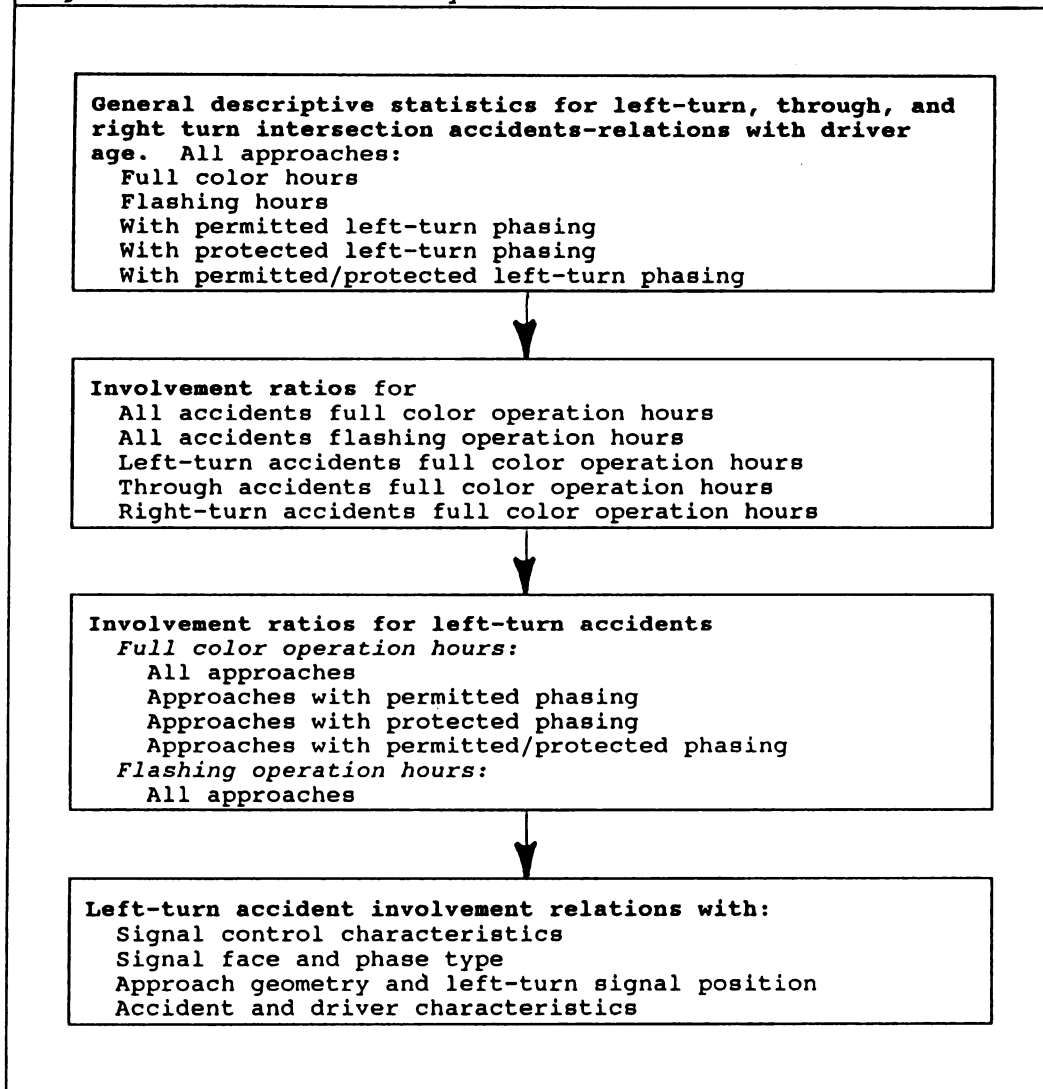 General descriptive statistics for left-turn, through, and
right turn intersection accidents-relations with driver
age. All approaches:
Full color hours
Flashing hours
With permitted left-turn phasing
With protected left-turn phasing
With permitted/protected left-turn phasing
Involvement ratios for
All accidents full color operation hours
All accidents flashing operation hours
Left-turn accidents full color operation hours
Through accidents full color operation hours
Right-turn accidents full color operation hours
Involvement ratios for left-turn accidents
Full color operation hours:
All approaches
Approaches with permitted phasing
Approaches with protected phasing
Approaches with permitted/protected phasing
Flashing operation hours:
All approaches
Left-turn accident involvement relations with:
Signal control characteristics
Signal face and phase type
Approach geometry and left-turn signal position
Accident and driver characteristics